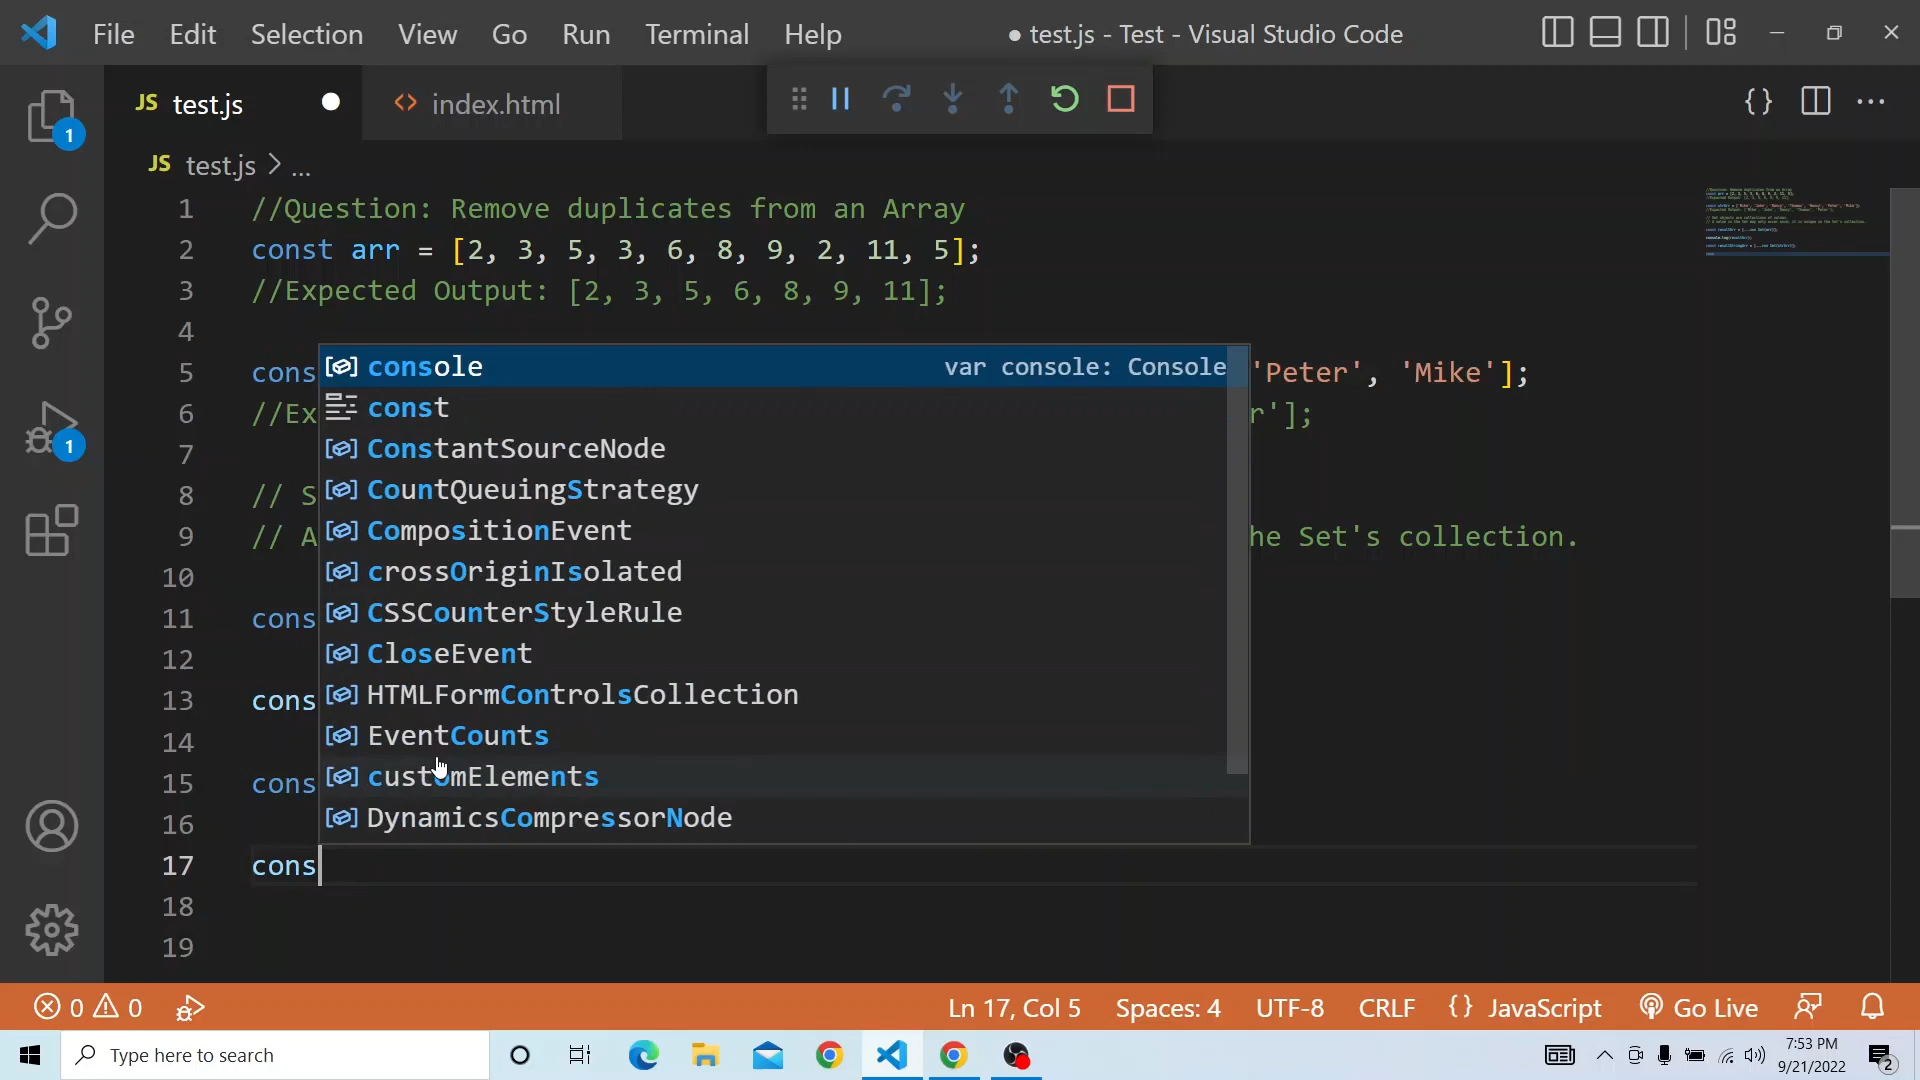 File Edit Selection View Go Run Terminal Help
● test.js - Test - Visual Studio Code
JS test.js
<> index.html
JS test.js > ...
1 //Question: Remove duplicates from an Array
2 const arr = [2, 3, 5, 3, 6, 8, 9, 2, 11, 5];
3 //Expected Output: [2, 3, 5, 6, 8, 9, 11];
4
5 cons 'Peter', 'Mike'];
6 //Ex r'];
7
8 // S
9 // A he Set's collection.
10
11 cons
12
13 cons
14
15 cons
16
17 cons
18
19
console var console: Console
const
ConstantSourceNode
CountQueuingStrategy
CompositionEvent
crossOriginIsolated
CSSCounterStyleRule
CloseEvent
HTMLFormControlsCollection
EventCounts
customElements
DynamicsCompressorNode
1
1
0 0 Ln 17, Col 5 Spaces: 4 UTF-8 CRLF {} JavaScript Go Live
Type here to search
7:53 PM
9/21/2022
2